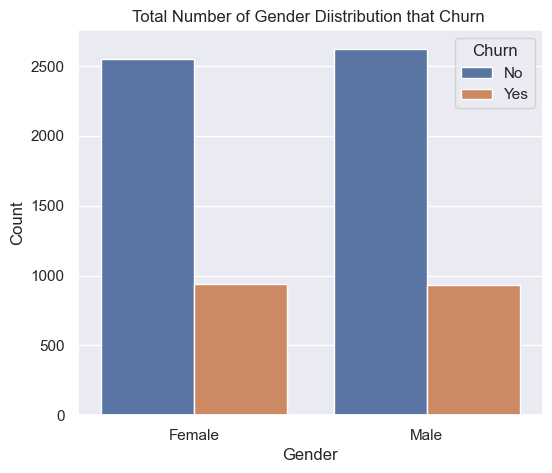 Total Number of Gender Diistribution that Churn
Churn
No
Yes
2500
2000
1500
1000
500
0
Count
Female
Male
Gender